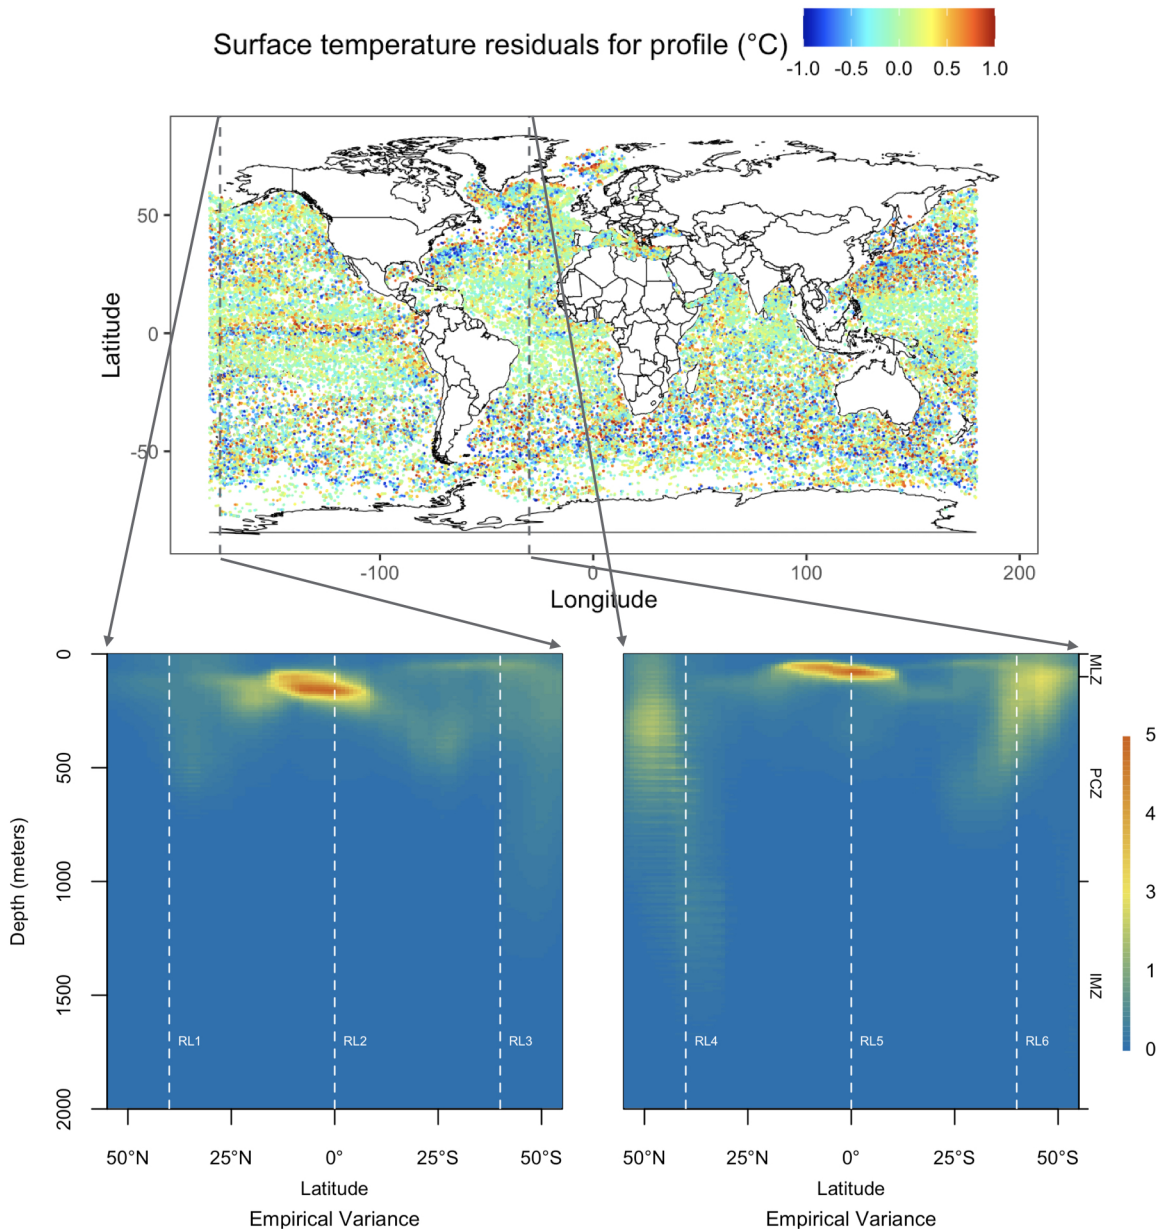 Surface temperature residuals for profile (°C)
-1.0 -0.5 0.0 0.5 1.0
Latitude
50
0
-50
-100 0 100 200
Longitude
Depth (meters)
0
500
1000
1500
2000
RL1 RL2 RL3
50°N 25°N 0° 25°S 50°S
Latitude
Empirical Variance
RL4 RL5 RL6
50°N 25°N 0° 25°S 50°S
Latitude
Empirical Variance
MLZ
PCZ
IMZ
5
4
3
1
0